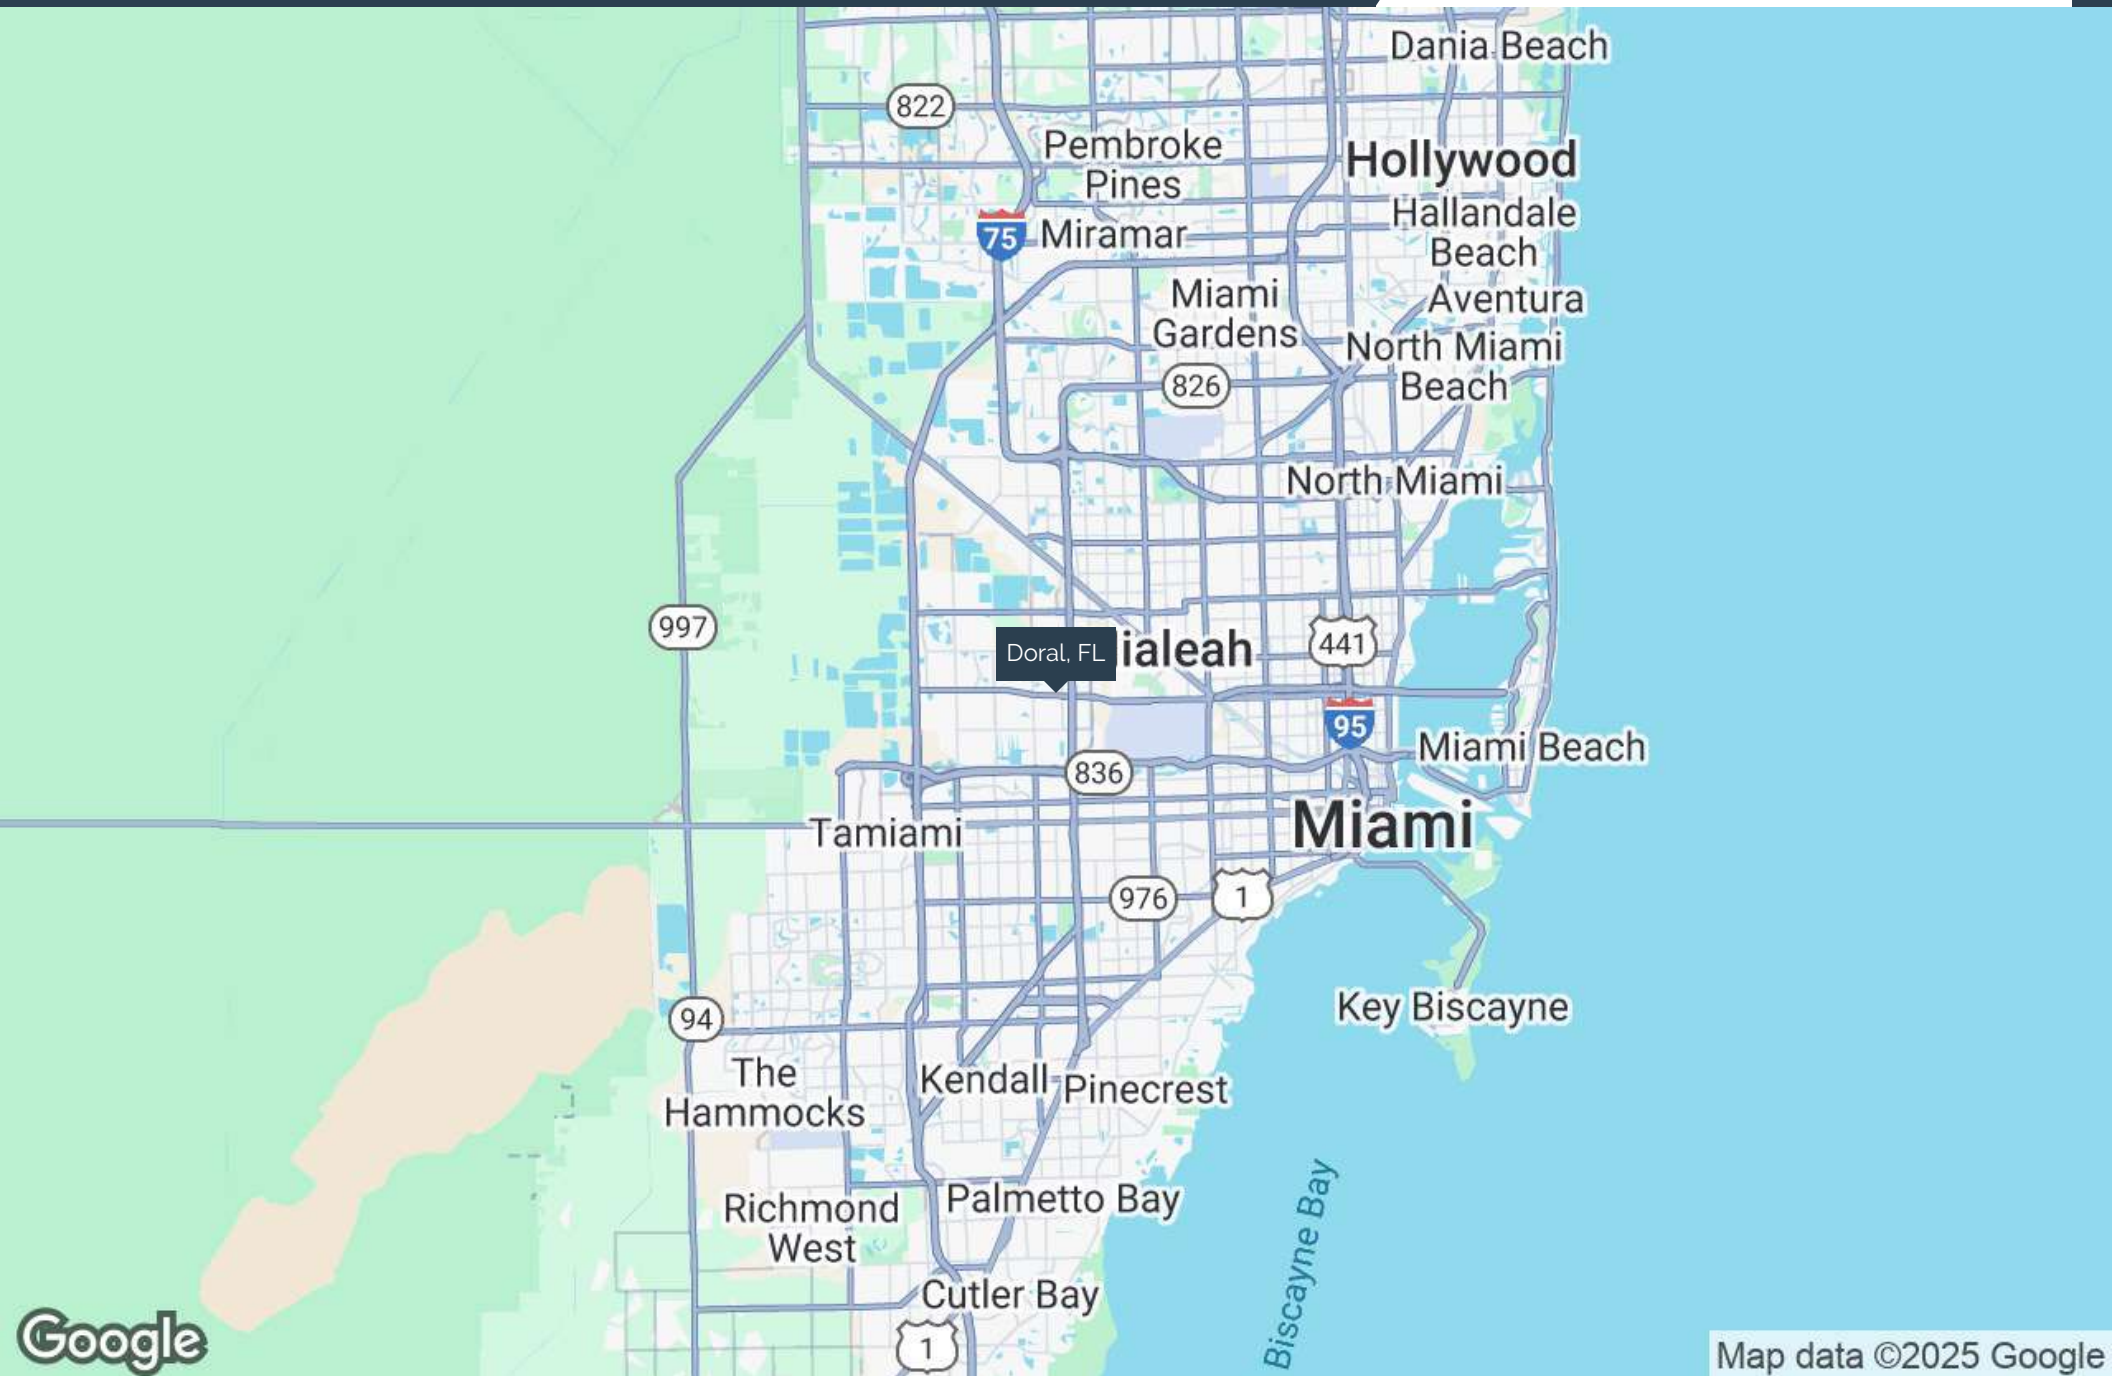 Dania Beach
822
Pembroke
Pines
Hollywood
Hallandale
Beach
75
Miramar
Miami
Gardens
Aventura
North Miami
Beach
826
North Miami
997
Doral, FL
ialeah
441
95
Miami Beach
836
Miami
Tamiami
976
1
Key Biscayne
94
The
Hammocks
Kendall
Pinecrest
Richmond
West
Palmetto Bay
Biscayne Bay
Cutler Bay
1
Google
Map data ©2025 Google